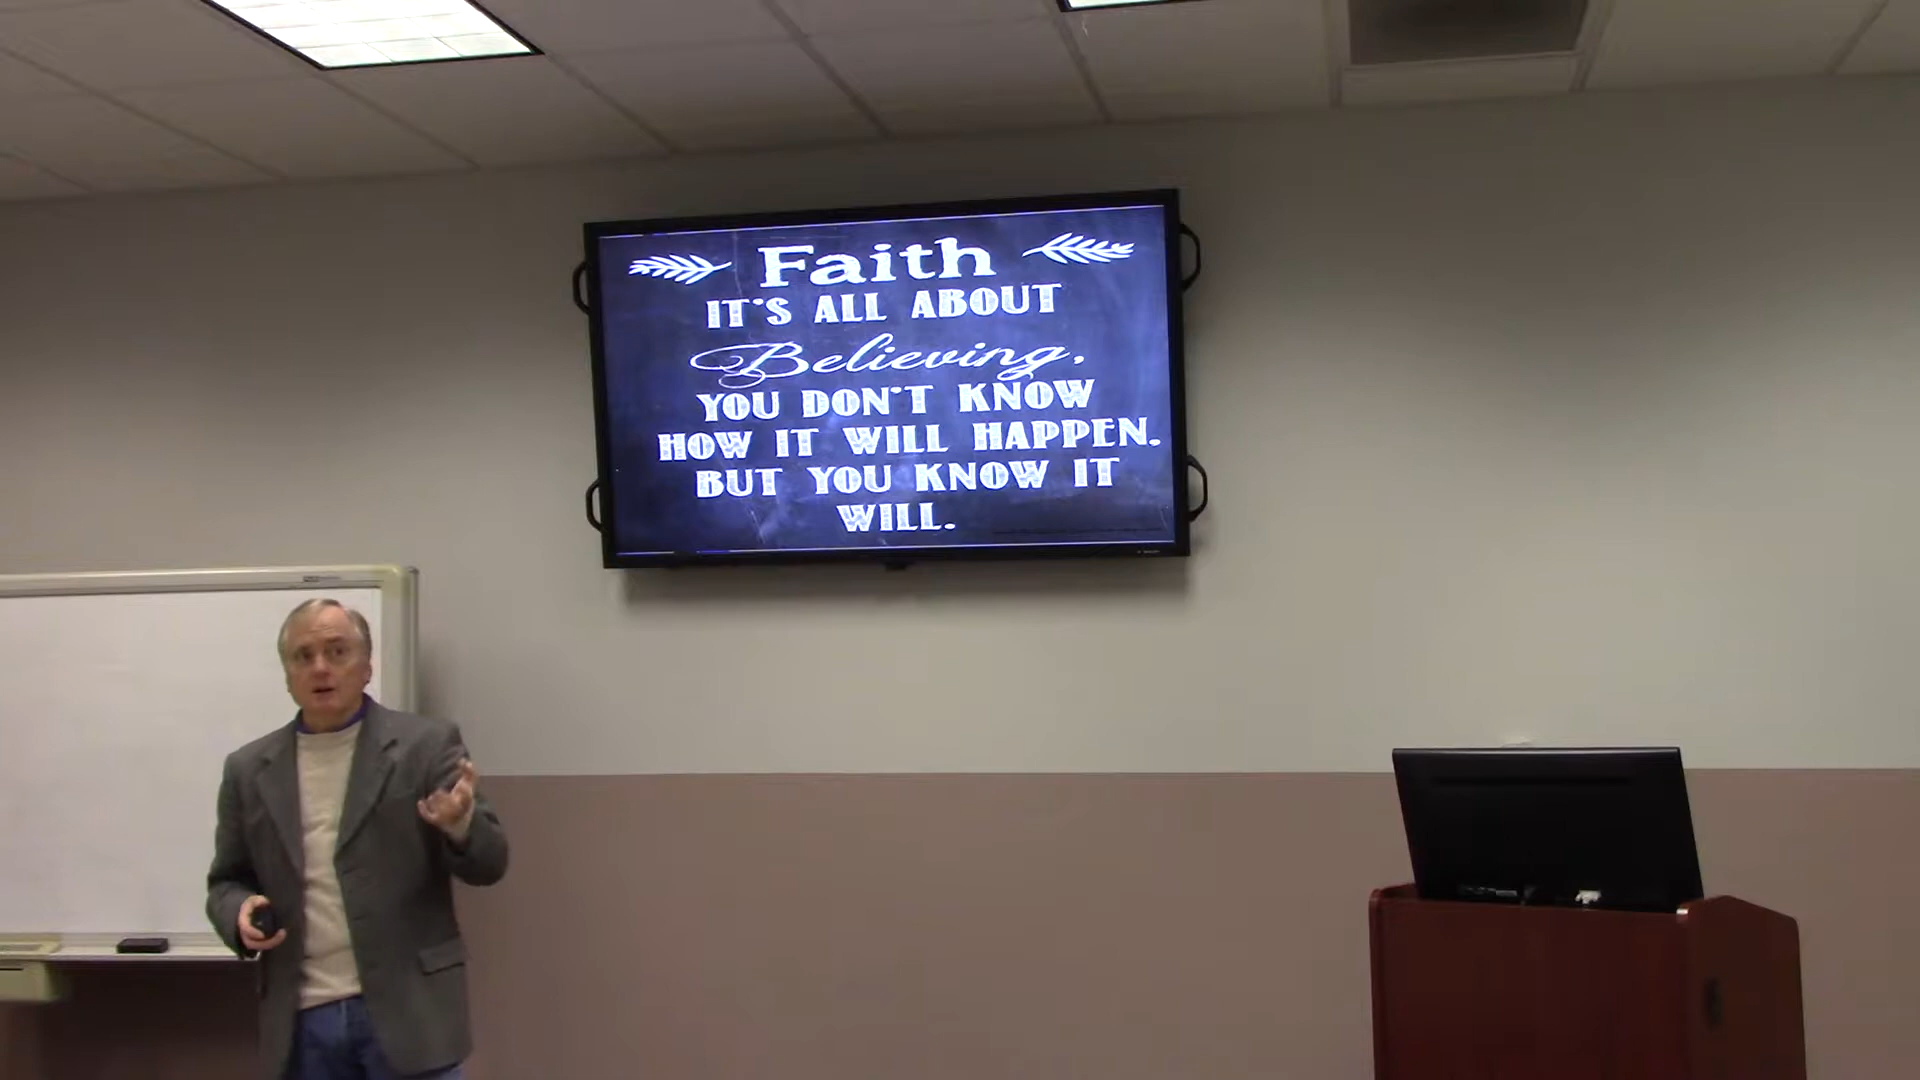 Faith
IT'S ALL ABOUT
Believing.
YOU DON'T KNOW
HOW IT WILL HAPPEN.
BUT YOU KNOW IT
WILL.